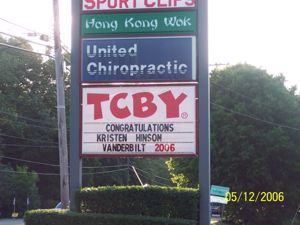 SPORT CLIPS
Hong Kong Wok
United
Chiropractic
TCBY®
CONGRATULATIONS
KRISTEN HINSON
VANDERBILT 2006
05/12/2006